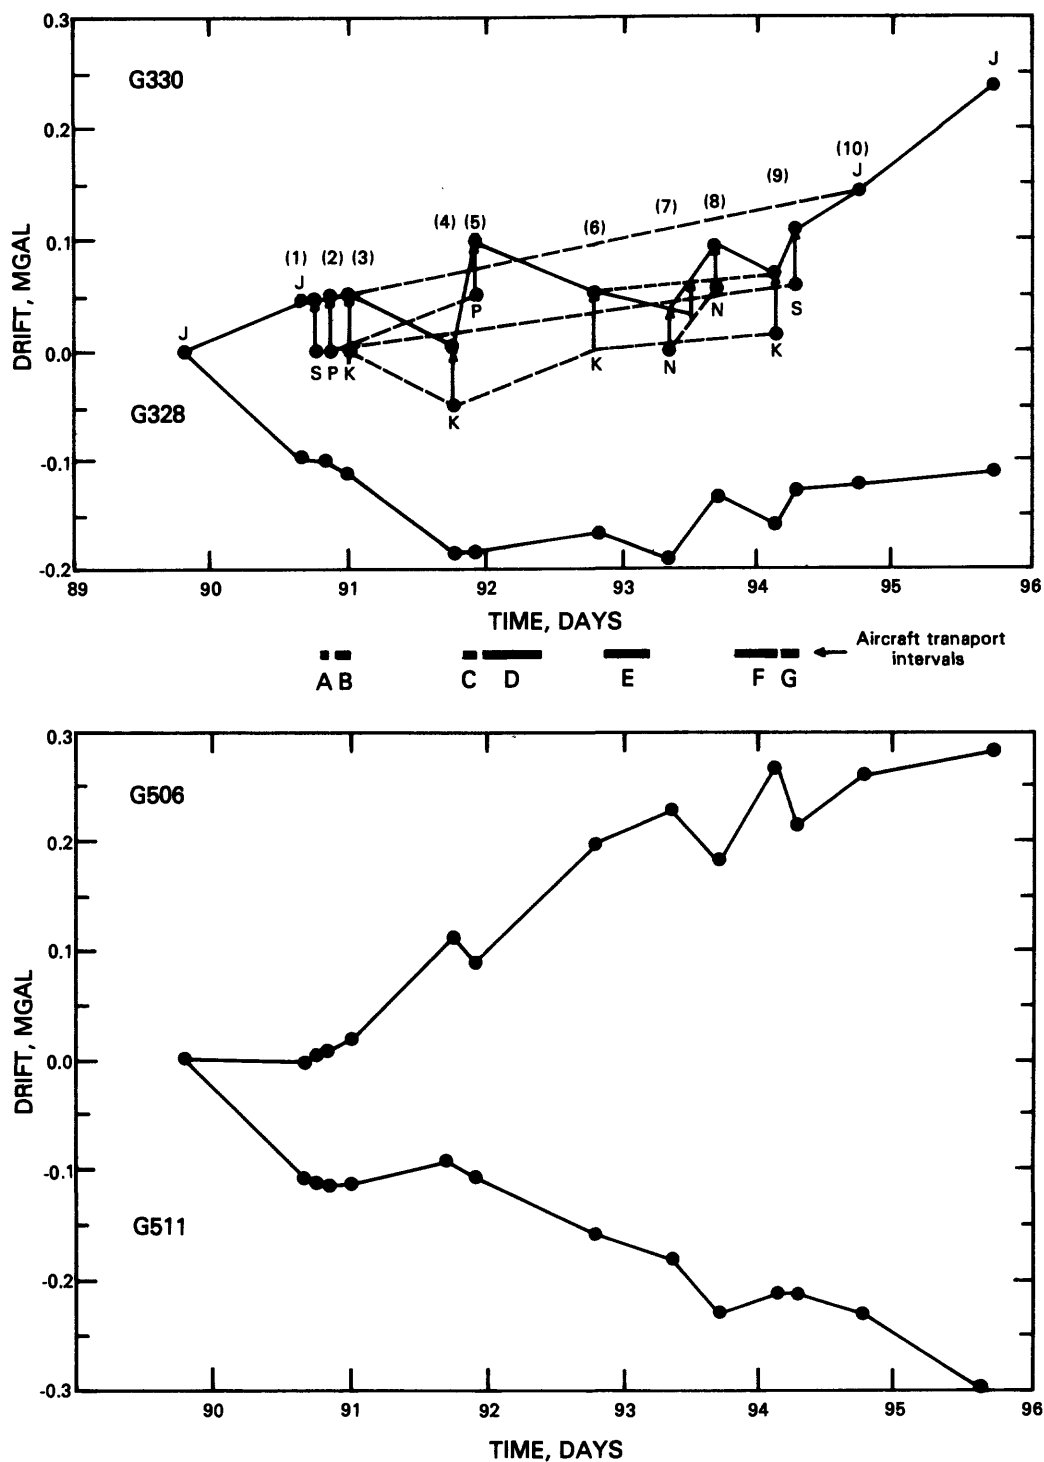 0.3
G330
J
0.2
(10)
J
(9)
(8)
(7)
(6)
(4) (5)
0.1
(1) (2) (3)
J
P
N
S
J
0.0
S P K
K
N
K
K
G328
-0.1
-0.2
DRIFT, MGAL
89 90 91 92 93 94 95 96
TIME, DAYS
Aircraft tranaport
intervals
A B C D E F G
0.3
G506
0.2
0.1
0.0
-0.1
G511
-0.2
-0.3
DRIFT, MGAL
90 91 92 93 94 95 96
TIME, DAYS